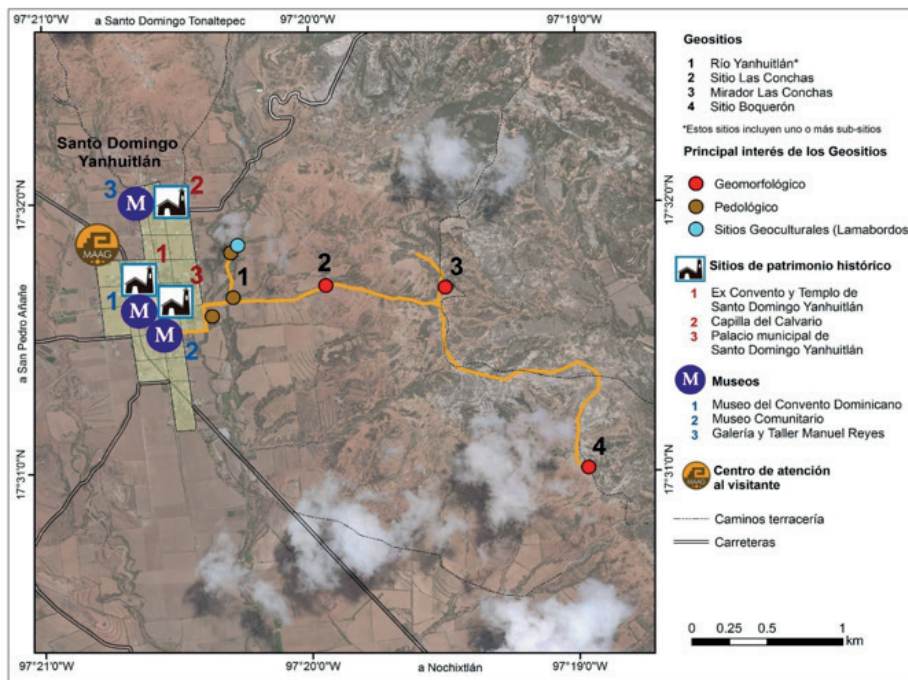 97°21'0"W
a Santo Domingo Tonaltepec
97°20'0"W
97°19'0"W
17°32'0"N
17°31'0"N
a San Pedro Añañe
Santo Domingo
Yanhuitlán
3
M
2
MAAG
1
3
1
M
M
2
1
2
3
4
17°32'0"N
17°31'0"N
97°21'0"W
97°20'0"W
a Nochixtlán
97°19'0"W
Geositios
1 Río Yanhuitlán*
2 Sitio Las Conchas
3 Mirador Las Conchas
4 Sitio Boquerón
*Estos sitios incluyen uno o más sub-sitios
Principal interés de los Geositios
Geomorfológico
Pedológico
Sitios Geoculturales (Lamabordos)
Sitios de patrimonio histórico
1 Ex Convento y Templo de
Santo Domingo Yanhuitlán
2 Capilla del Calvario
3 Palacio municipal de
Santo Domingo Yanhuitlán
M Museos
1 Museo del Convento Dominicano
2 Museo Comunitario
3 Galería y Taller Manuel Reyes
MAAG
Centro de atención
al visitante
Caminos terracería
Carreteras
0 0.5 1
km